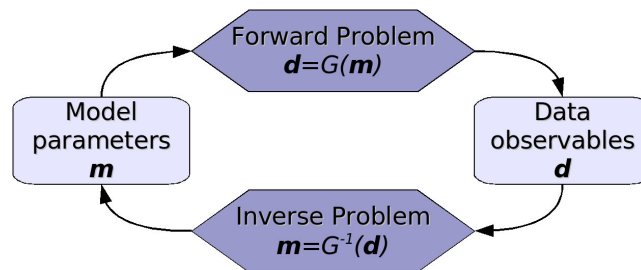 Forward Problem
d=G(m)
Model
parameters
m
Data
observables
d
Inverse Problem
m=G⁻¹(d)